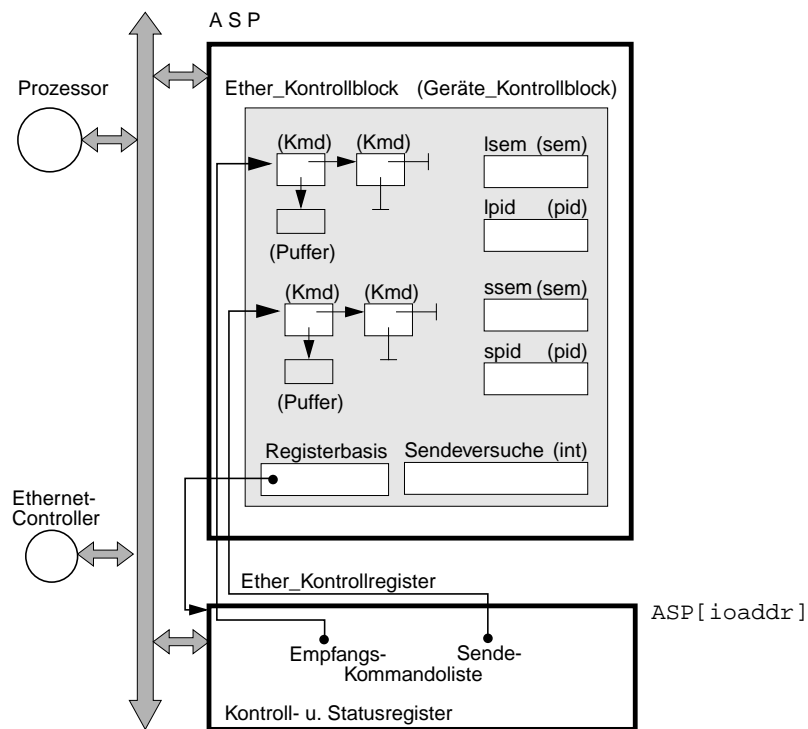 A S P
Prozessor
Ether_Kontrollblock (Geräte_Kontrollblock)
(Kmd) (Kmd)
lsem (sem)
lpid (pid)
(Puffer)
(Kmd) (Kmd)
ssem (sem)
spid (pid)
(Puffer)
Registerbasis
Sendeversuche (int)
Ethernet-
Controller
Ether_Kontrollregister
ASP[ioaddr]
Empfangs- Sende-
Kommandoliste
Kontroll- u. Statusregister